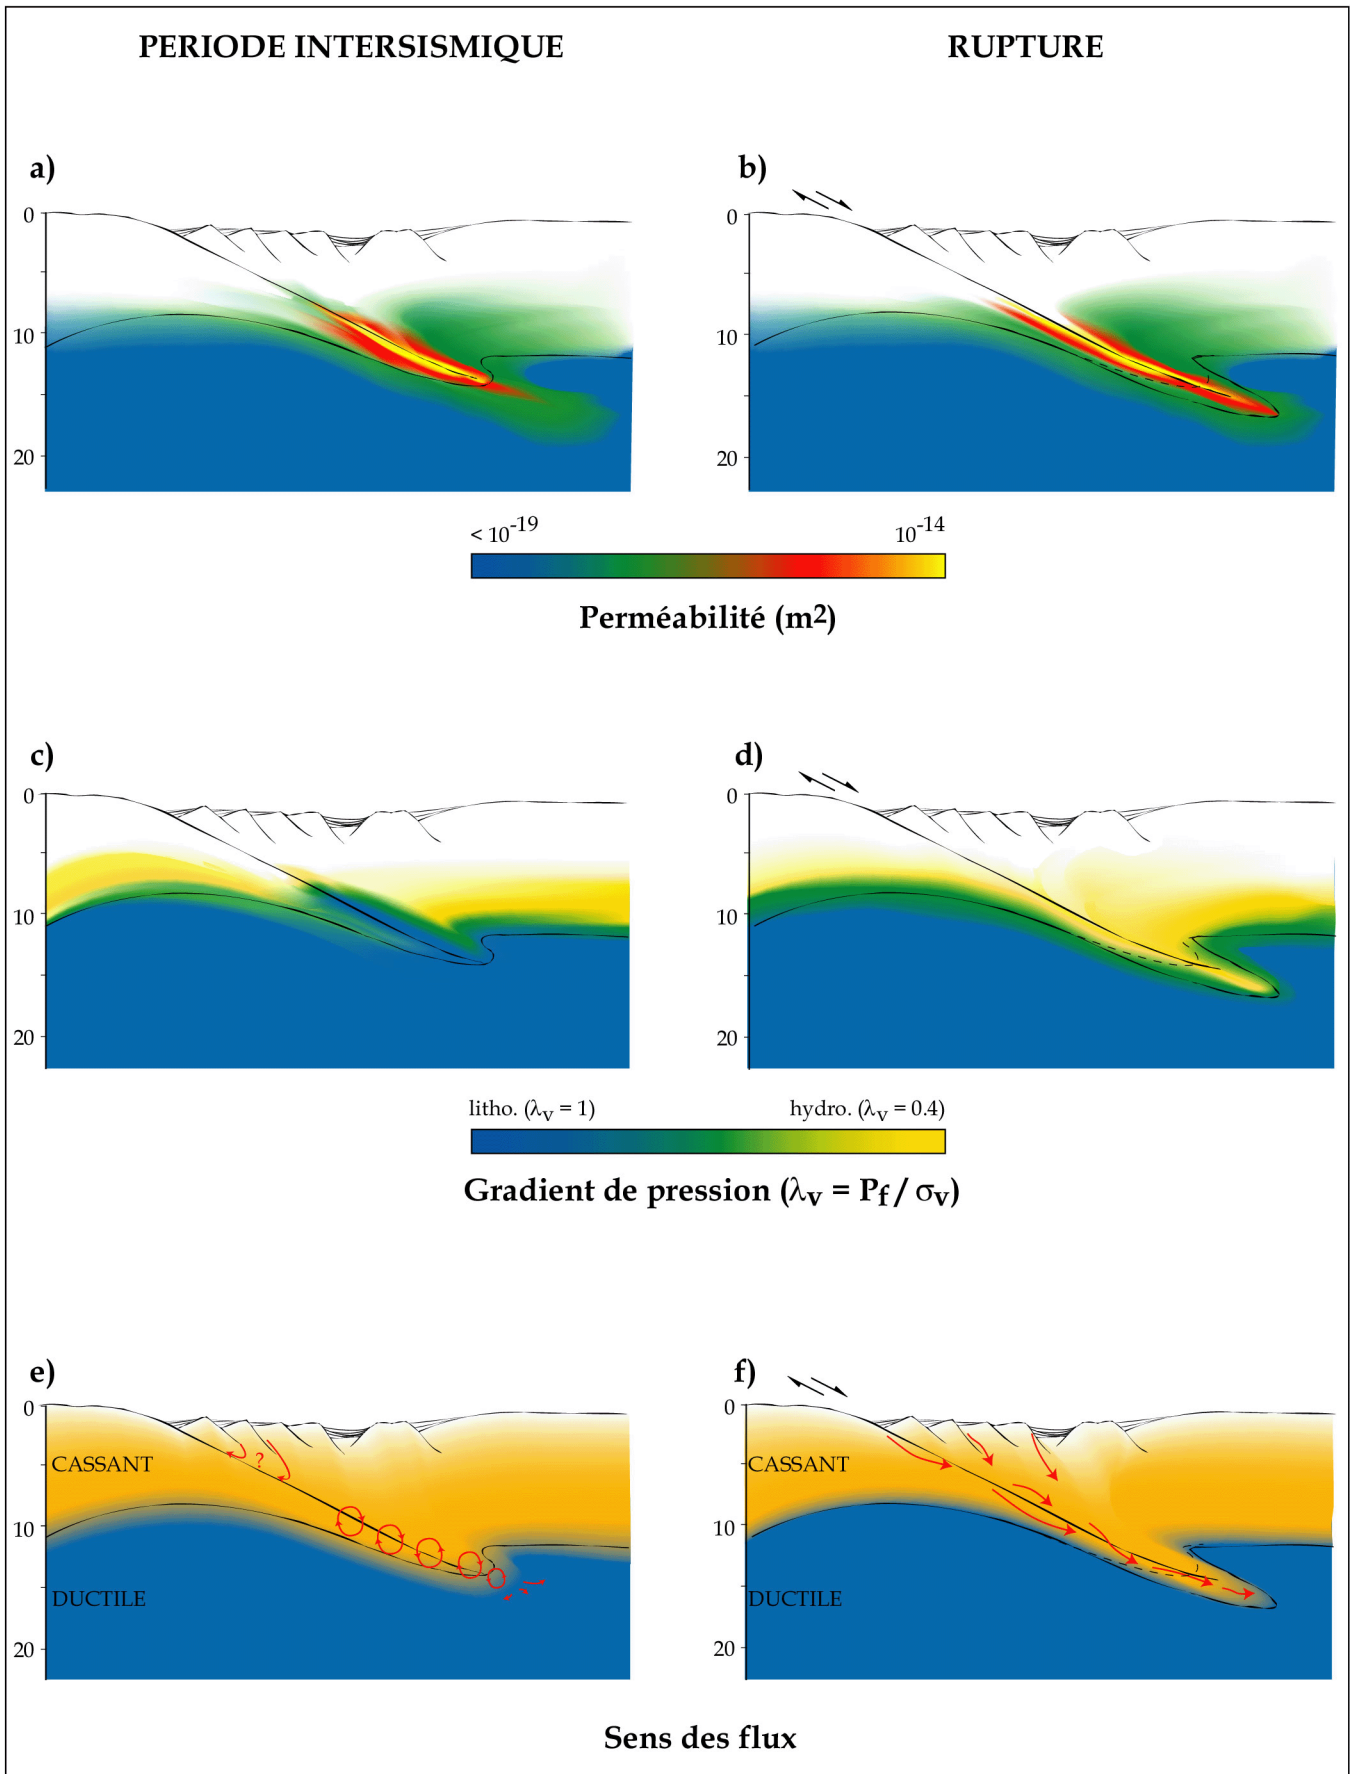 PERIODE INTERSISMIQUE
RUPTURE
a)
b)
0
10
20
0
10
20
< 10-19
10-14
Perméabilité (m2)
c)
d)
0
10
20
0
10
20
litho. (λv = 1)
hydro. (λv = 0.4)
Gradient de pression (λv = Pf / σv)
e)
f)
0
CASSANT
10
DUCTILE
20
?
0
CASSANT
10
DUCTILE
20
Sens des flux